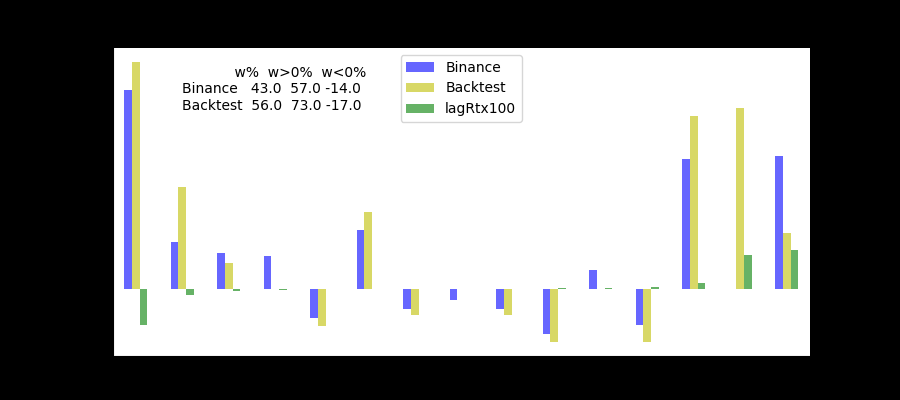 w% w>0% w<0%
Binance 43.0 57.0 -14.0
Backtest 56.0 73.0 -17.0
Binance
Backtest
lagRtx100